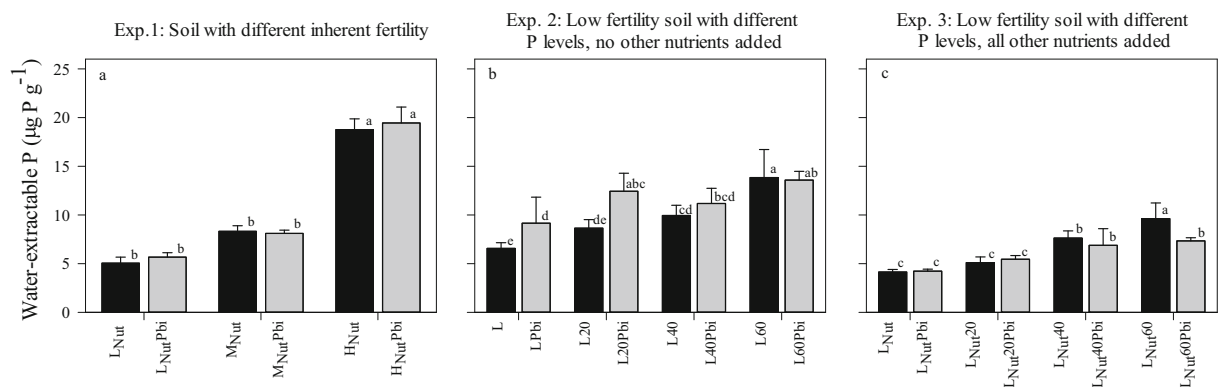 Exp.1: Soil with different inherent fertility
Exp. 2: Low fertility soil with different
P levels, no other nutrients added
Exp. 3: Low fertility soil with different
P levels, all other nutrients added
Water-extractable P (µg P g-1)
25
20
15
10
5
0
a
b
b
b
b
a
a
LNut
LNutPbi
MNut
MNutPbi
HNut
HNutPbi
b
e
d
de
abc
cd
bcd
a
ab
L
LPbi
L20
L20Pbi
L40
L40Pbi
L60
L60Pbi
c
c
c
c
c
b
b
a
b
LNut
LNutPbi
LNut20
LNut20Pbi
LNut40
LNut40Pbi
LNut60
LNut60Pbi